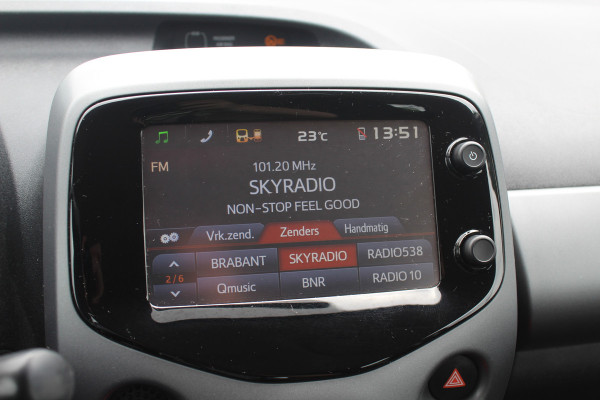 23°C 13:51
FM
101.20 MHz
SKYRADIO
NON-STOP FEEL GOOD
Vrk.zend. Zenders Handmatig
BRABANT SKYRADIO RADIO538
2/6
Qmusic BNR RADIO 10